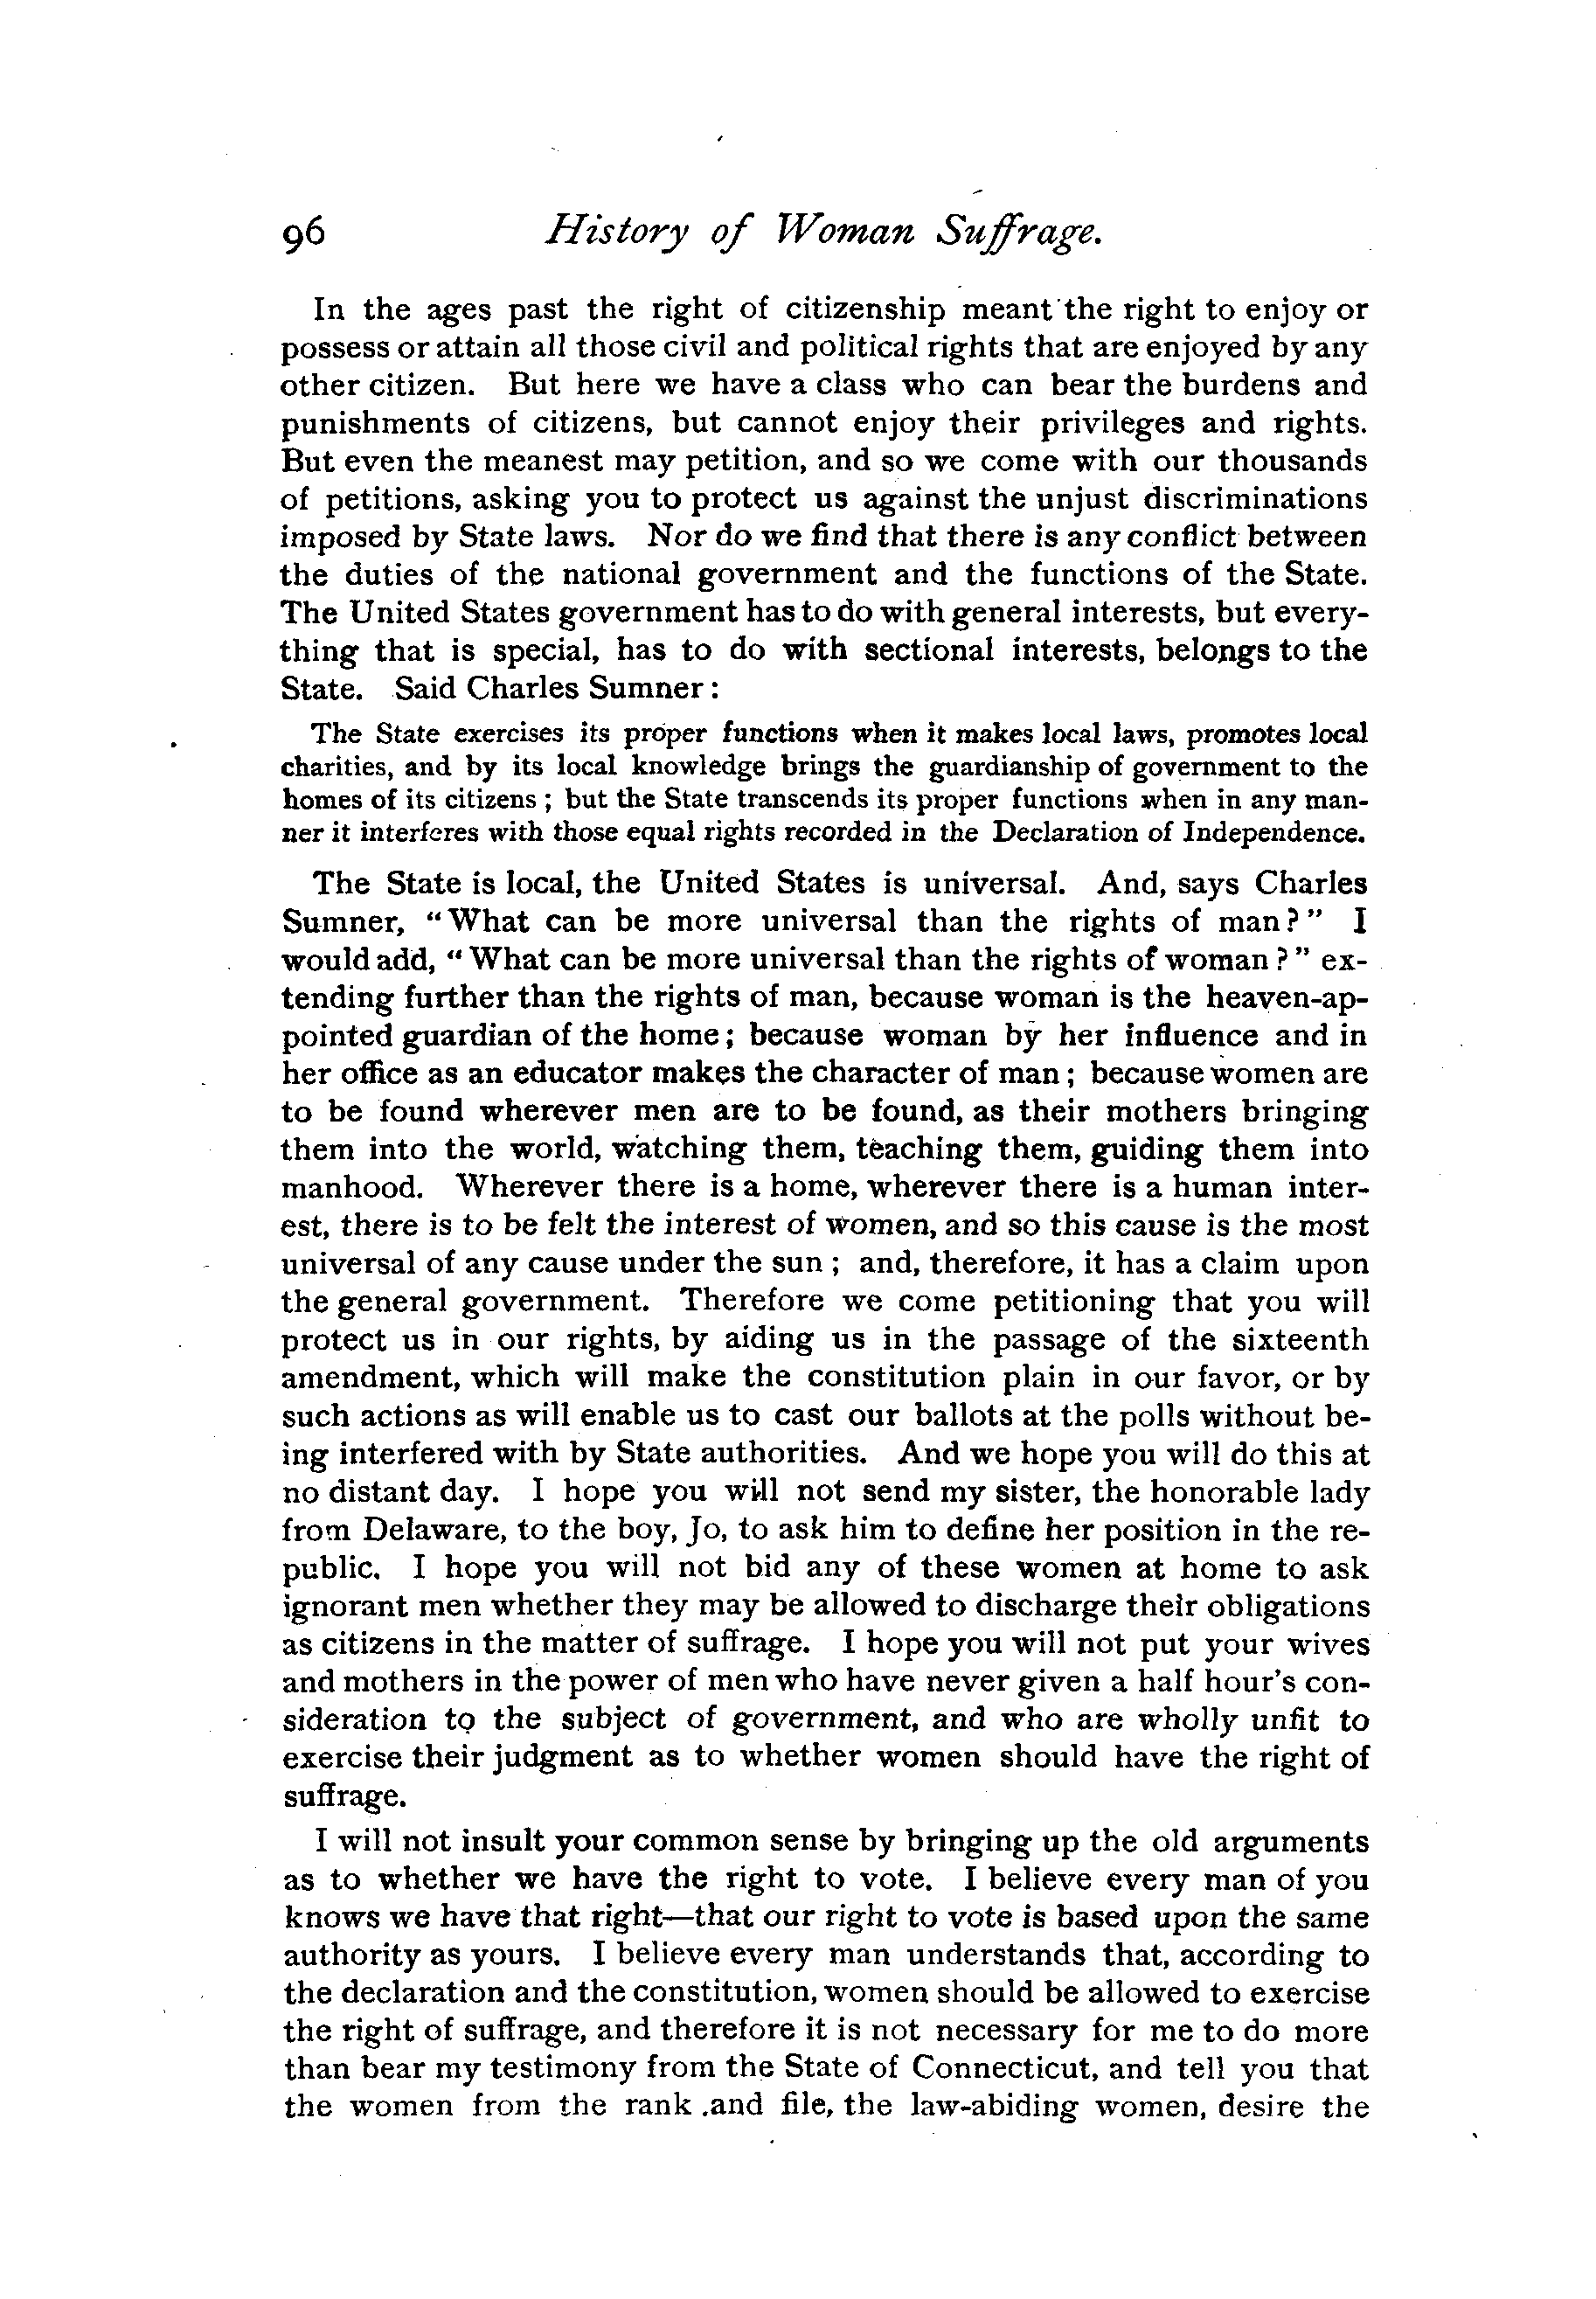 96 History of Woman Suffrage.
In the ages past the right of citizenship meant the right to enjoy or
possess or attain all those civil and political rights that are enjoyed by any
other citizen. But here we have a class who can bear the burdens and
punishments of citizens, but cannot enjoy their privileges and rights.
But even the meanest may petition, and so we come with our thousands
of petitions, asking you to protect us against the unjust discriminations
imposed by State laws. Nor do we find that there is any conflict between
the duties of the national government and the functions of the State.
The United States government has to do with general interests, but every-
thing that is special, has to do with sectional interests, belongs to the
State. Said Charles Sumner:
The State exercises its proper functions when it makes local laws, promotes local
charities, and by its local knowledge brings the guardianship of government to the
homes of its citizens; but the State transcends its proper functions when in any man-
ner it interferes with those equal rights recorded in the Declaration of Independence.
The State is local, the United States is universal. And, says Charles
Sumner, "What can be more universal than the rights of man?" I
would add, "What can be more universal than the rights of woman?" ex-
tending further than the rights of man, because woman is the heaven-ap-
pointed guardian of the home; because woman by her influence and in
her office as an educator makes the character of man; because women are
to be found wherever men are to be found, as their mothers bringing
them into the world, watching them, teaching them, guiding them into
manhood. Wherever there is a home, wherever there is a human inter-
est, there is to be felt the interest of women, and so this cause is the most
universal of any cause under the sun; and, therefore, it has a claim upon
the general government. Therefore we come petitioning that you will
protect us in our rights, by aiding us in the passage of the sixteenth
amendment, which will make the constitution plain in our favor, or by
such actions as will enable us to cast our ballots at the polls without be-
ing interfered with by State authorities. And we hope you will do this at
no distant day. I hope you will not send my sister, the honorable lady
from Delaware, to the boy, Jo, to ask him to define her position in the re-
public. I hope you will not bid any of these women at home to ask
ignorant men whether they may be allowed to discharge their obligations
as citizens in the matter of suffrage. I hope you will not put your wives
and mothers in the power of men who have never given a half hour's con-
sideration to the subject of government, and who are wholly unfit to
exercise their judgment as to whether women should have the right of
suffrage.
I will not insult your common sense by bringing up the old arguments
as to whether we have the right to vote. I believe every man of you
knows we have that right—that our right to vote is based upon the same
authority as yours. I believe every man understands that, according to
the declaration and the constitution, women should be allowed to exercise
the right of suffrage, and therefore it is not necessary for me to do more
than bear my testimony from the State of Connecticut, and tell you that
the women from the rank and file, the law-abiding women, desire the